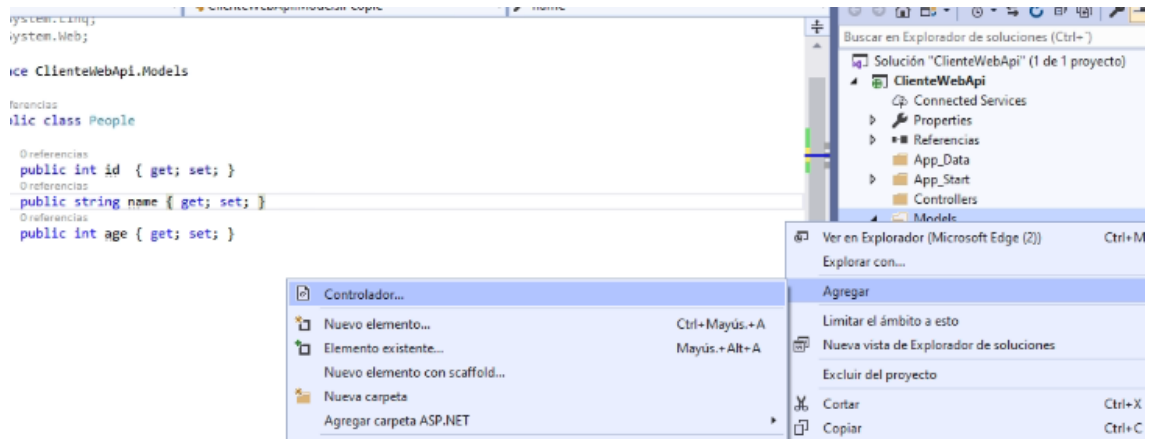 ClienteWebApi.Models.People
name
ystem.Linq;
ystem.Web;
ice ClienteWebApi.Models
ferencias
lic class People
0 referencias
public int id { get; set; }
0 referencias
public string name { get; set; }
0 referencias
public int age { get; set; }
Buscar en Explorador de soluciones (Ctrl+´)
Solución "ClienteWebApi" (1 de 1 proyecto)
ClienteWebApi
Connected Services
Properties
Referencias
App_Data
App_Start
Controllers
Models
Ver en Explorador (Microsoft Edge (2)) Ctrl+M
Explorar con...
Agregar
Limitar el ámbito a esto
Nueva vista de Explorador de soluciones
Excluir del proyecto
Cortar Ctrl+X
Copiar Ctrl+C
Controlador...
Nuevo elemento... Ctrl+Mayús.+A
Elemento existente... Mayús.+Alt+A
Nuevo elemento con scaffold...
Nueva carpeta
Agregar carpeta ASP.NET